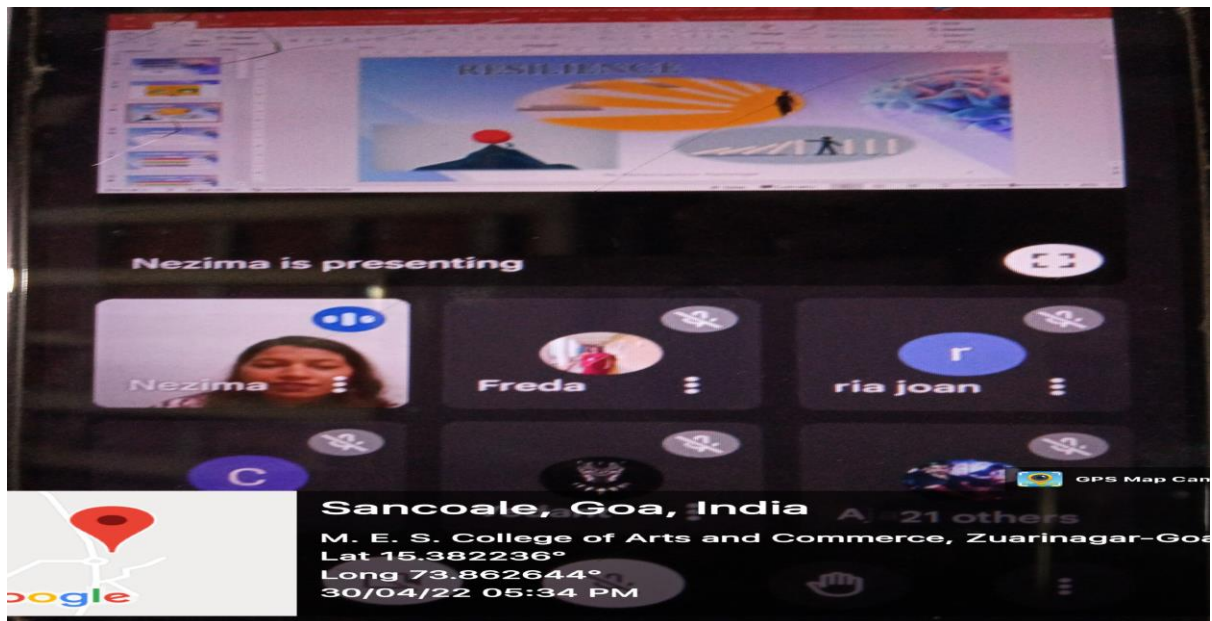 RESILIENCE
Nezima is presenting
Nezima
Freda
r
ria joan
C
GPS Map Cam
Sancoale, Goa, India
A
21 others
M. E. S. College of Arts and Commerce, Zuarinagar-Goa
Lat 15.382236°
Long 73.862644°
oogle
30/04/22 05:34 PM